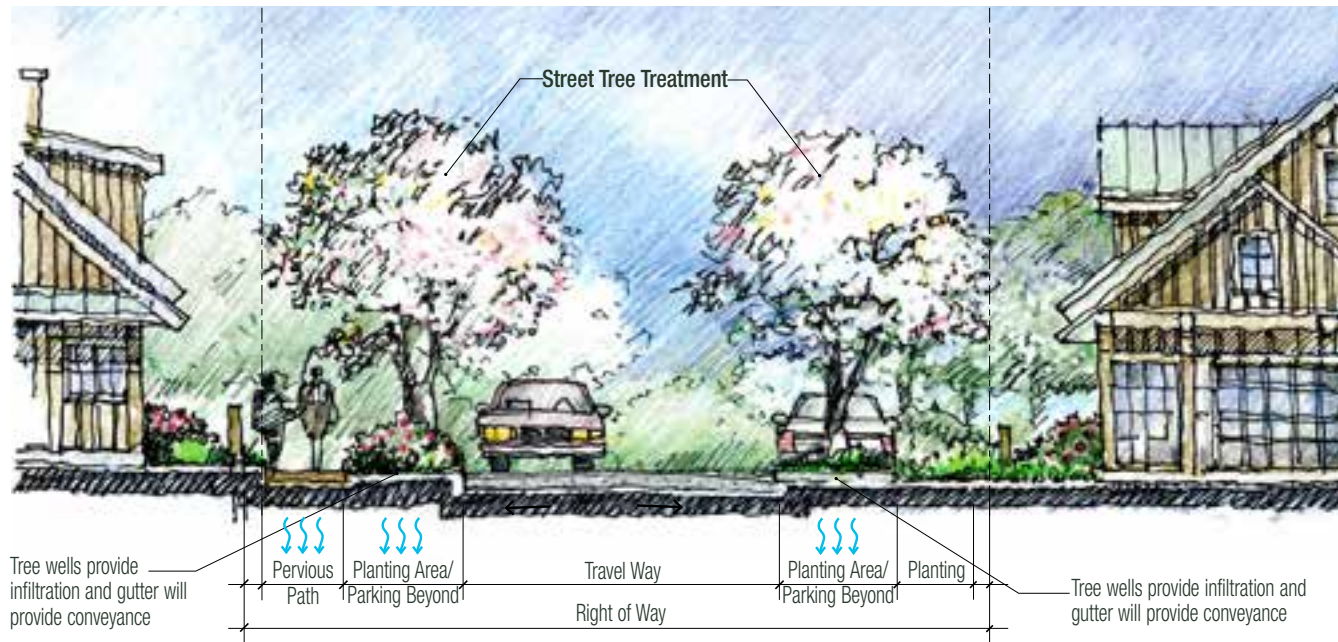 Street Tree Treatment
Tree wells provide
infiltration and gutter will
provide conveyance
Pervious
Path
Planting Area/
Parking Beyond
Travel Way
Planting Area/
Parking Beyond
Planting
Right of Way
Tree wells provide infiltration and
gutter will provide conveyance